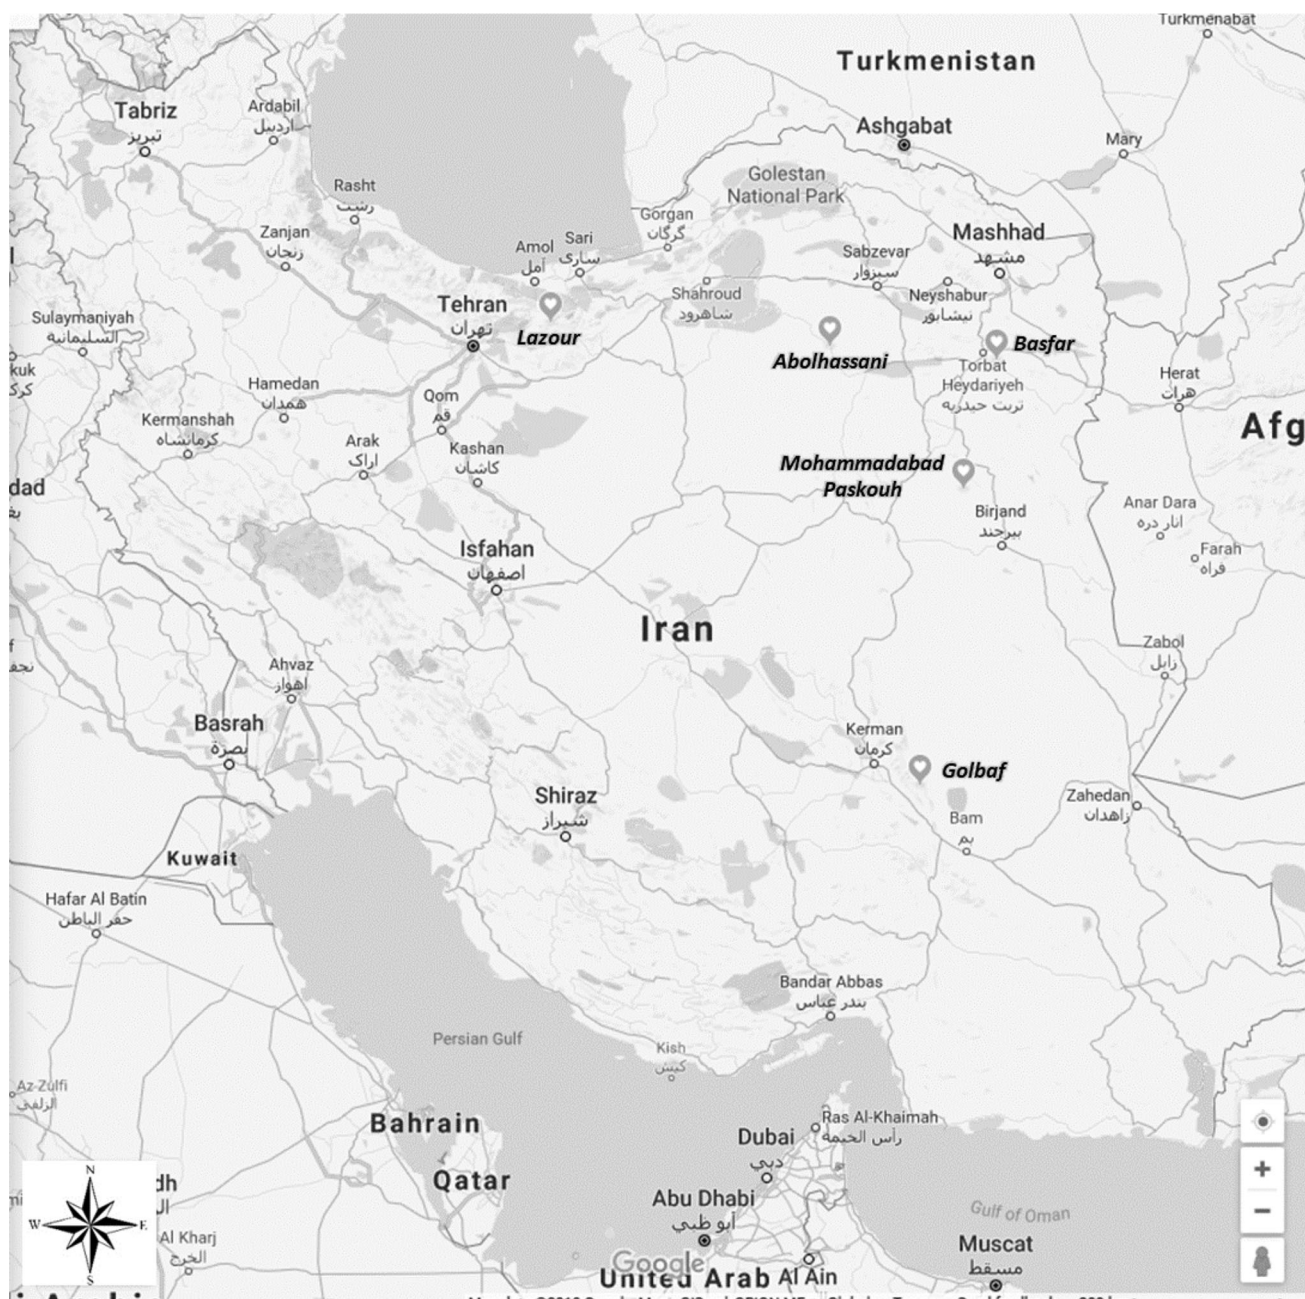 Turkmenabat
Turkmenistan
Tabriz
تبریز
Ardabil
اردبیل
Ashgabat
Mary
Golestan
National Park
Rasht
رشت
Gorgan
گرگان
Zanjan
زنجان
Amol
آمل
Sari
ساری
Sabzevar
سبزوار
Mashhad
مشهد
Shahroud
شاهرود
Neyshabur
نیشابور
Tehran
تهران
Lazour
Sulaymaniyah
السليمانية
Abolhassani
Basfar
Torbat
Heydariyeh
تربت حیدریه
Herat
هرات
kuk
Hamedan
همدان
Qom
قم
Kermanshah
کرمانشاه
Arak
اراک
Kashan
کاشان
Afg
Mohammadabad
Paskouh
dad
Birjand
بیرجند
Anar Dara
انار دره
Isfahan
اصفهان
Farah
فراه
Iran
Zabol
زابل
Ahvaz
اهواز
Basrah
بصرة
Kerman
کرمان
Golbaf
Shiraz
شیراز
Zahedan
زاهدان
Bam
بم
Kuwait
Hafar Al Batin
حفر الباطن
Bandar Abbas
بندر عباس
Persian Gulf
Kish
کیش
Az-Zulfi
الزلفي
Bahrain
Ras Al-Khaimah
رأس الخيمة
Dubai
دبي
Qatar
Abu Dhabi
أبو ظبي
Gulf of Oman
Muscat
مسقط
N
W
E
S
dh
Al Kharj
الخرج
Google
United Arab
Al Ain